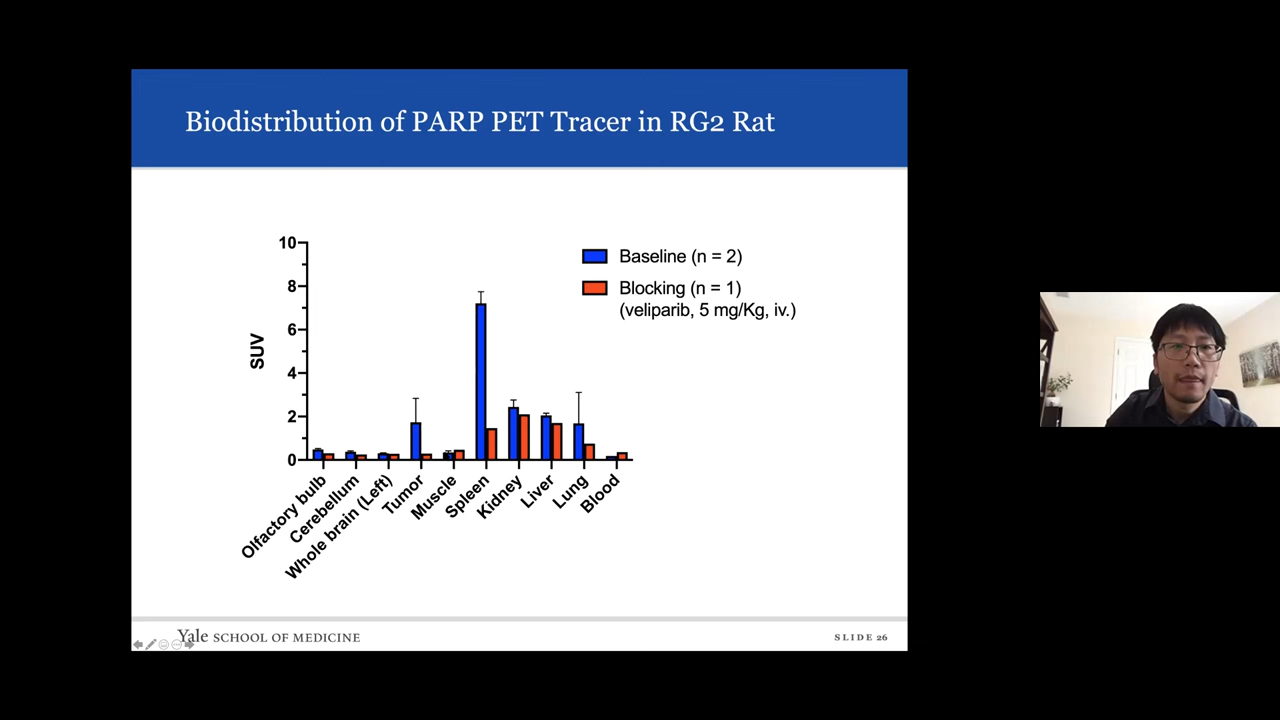 Biodistribution of PARP PET Tracer in RG2 Rat
10
8
6
4
2
0
SUV
Baseline (n = 2)
Blocking (n = 1)
(veliparib, 5 mg/Kg, iv.)
Olfactory bulb
Cerebellum
Whole brain (Left)
Tumor
Muscle
Spleen
Kidney
Liver
Lung
Blood
Yale SCHOOL OF MEDICINE
SLIDE 26